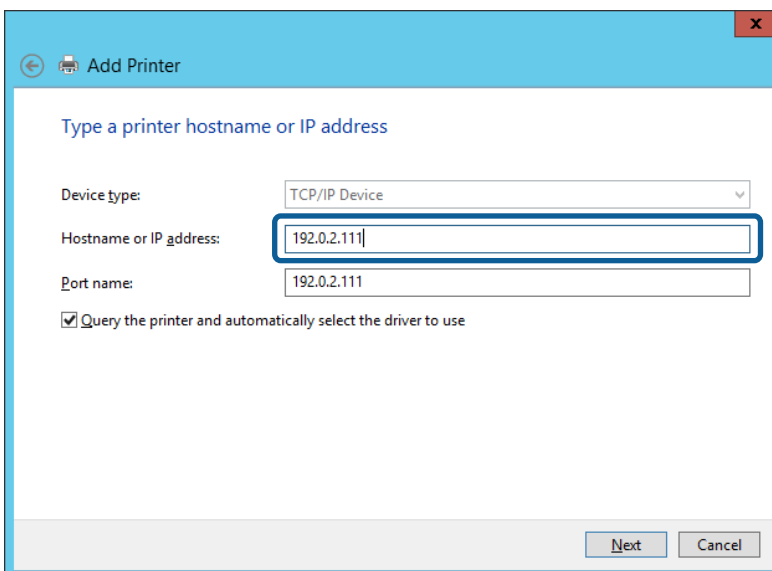 x
Add Printer
Type a printer hostname or IP address
Device type: TCP/IP Device
Hostname or IP address: 192.0.2.111
Port name: 192.0.2.111
Query the printer and automatically select the driver to use
Next Cancel